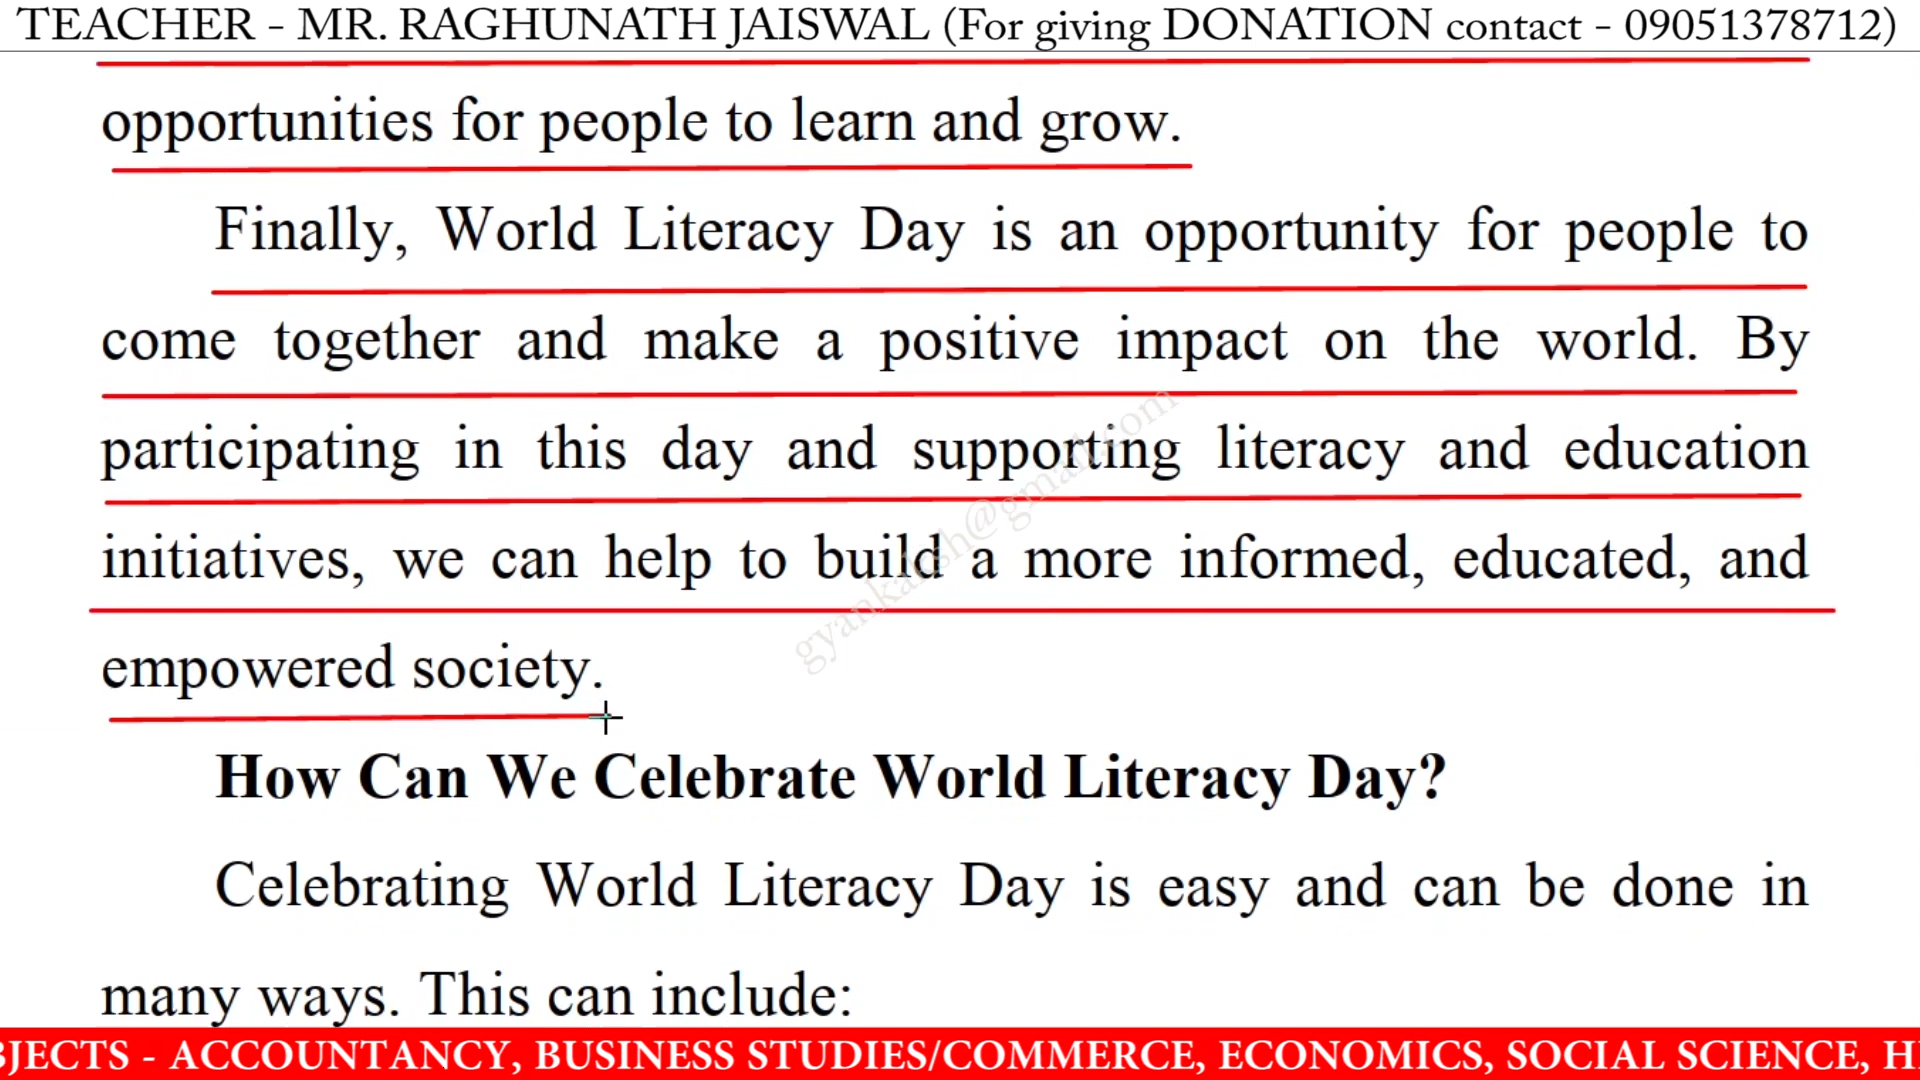 TEACHER - MR. RAGHUNATH JAISWAL (For giving DONATION contact - 09051378712)
opportunities for people to learn and grow.
Finally, World Literacy Day is an opportunity for people to
come together and make a positive impact on the world. By
participating in this day and supporting literacy and education
initiatives, we can help to build a more informed, educated, and
empowered society.
gyankaksh@gmail.com
How Can We Celebrate World Literacy Day?
Celebrating World Literacy Day is easy and can be done in
many ways. This can include:
BJECTS - ACCOUNTANCY, BUSINESS STUDIES/COMMERCE, ECONOMICS, SOCIAL SCIENCE, H